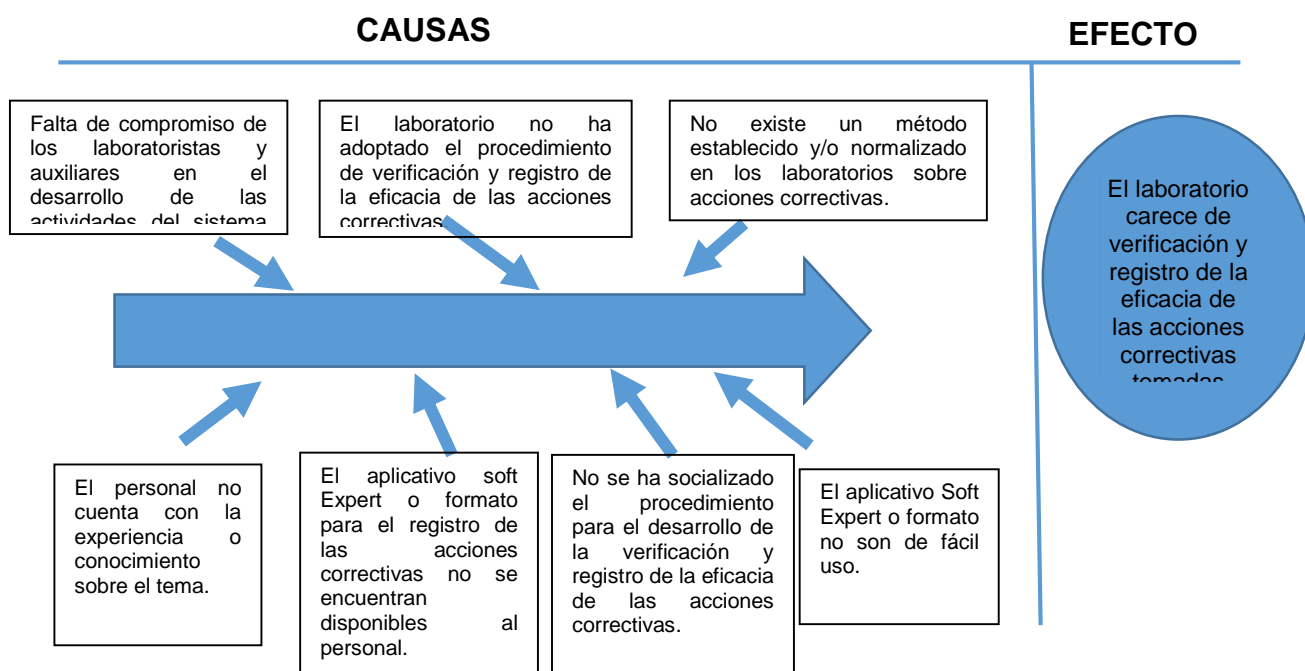 CAUSAS
EFECTO
Falta de compromiso de
los laboratoristas y
auxiliares en el
desarrollo de las
actividades del sistema
El laboratorio no ha
adoptado el procedimiento
de verificación y registro de
la eficacia de las acciones
correctivas
No existe un método
establecido y/o normalizado
en los laboratorios sobre
acciones correctivas.
El laboratorio
carece de
verificación y
registro de la
eficacia de
las acciones
correctivas
tomadas
El personal no
cuenta con la
experiencia o
conocimiento
sobre el tema.
El aplicativo soft
Expert o formato
para el registro de
las acciones
correctivas no se
encuentran
disponibles al
personal.
No se ha socializado
el procedimiento
para el desarrollo de
la verificación y
registro de la eficacia
de las acciones
correctivas.
El aplicativo Soft
Expert o formato
no son de fácil
uso.